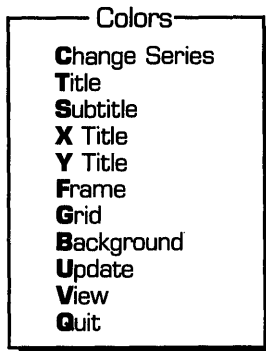 Colors
Change Series
Title
Subtitle
X Title
Y Title
Frame
Grid
Background
Update
View
Quit